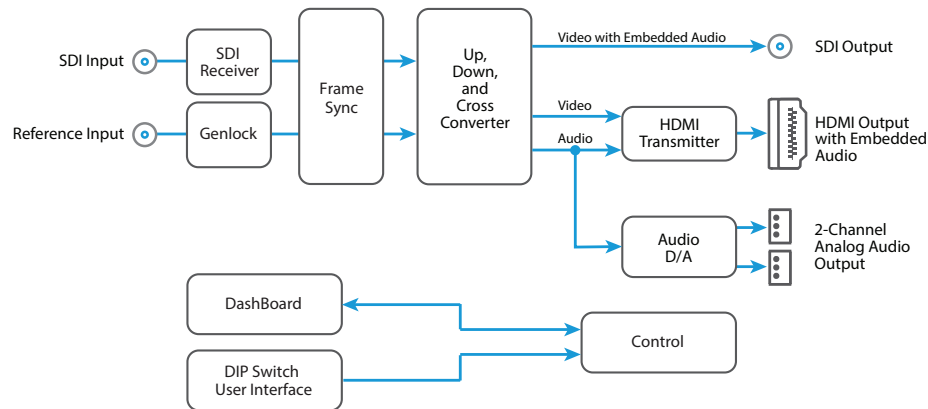 SDI Input
SDI
Receiver
Reference Input
Genlock
Frame
Sync
Up,
Down,
and
Cross
Converter
Video with Embedded Audio
SDI Output
Video
Audio
HDMI
Transmitter
HDMI Output
with Embedded
Audio
Audio
D/A
2-Channel
Analog Audio
Output
DashBoard
DIP Switch
User Interface
Control